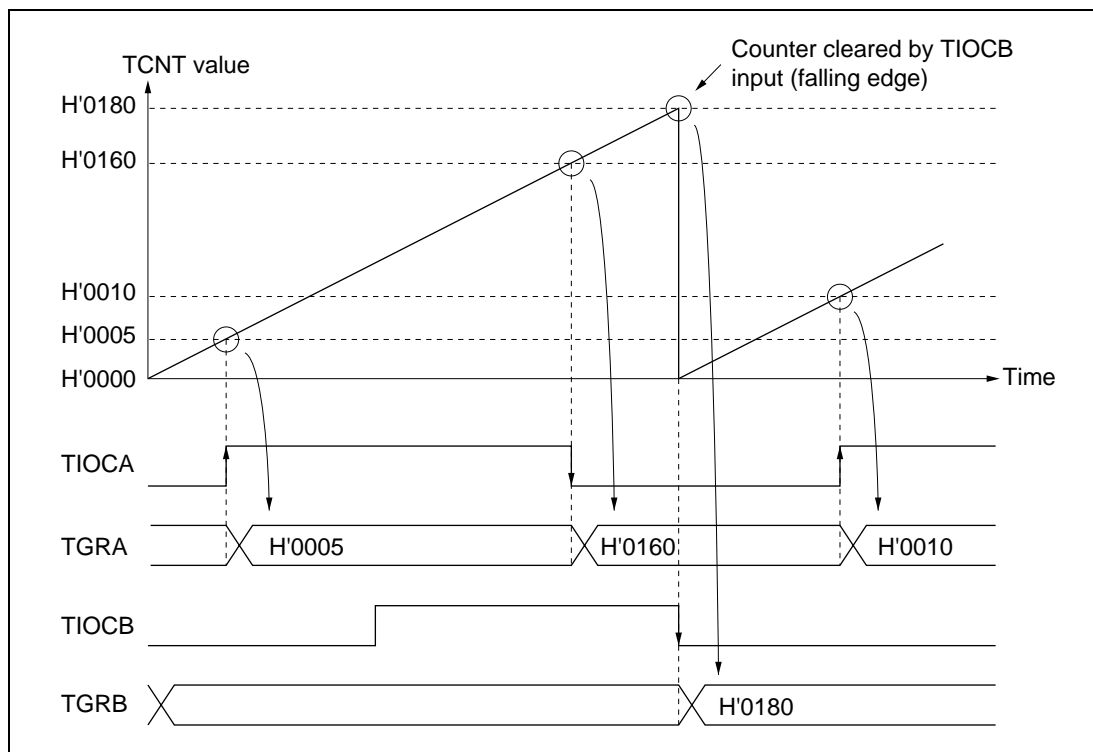 Counter cleared by TIOCB
input (falling edge)
TCNT value
H'0180
H'0160
H'0010
H'0005
H'0000
Time
TIOCA
TGRA
H'0005
H'0160
H'0010
TIOCB
TGRB
H'0180